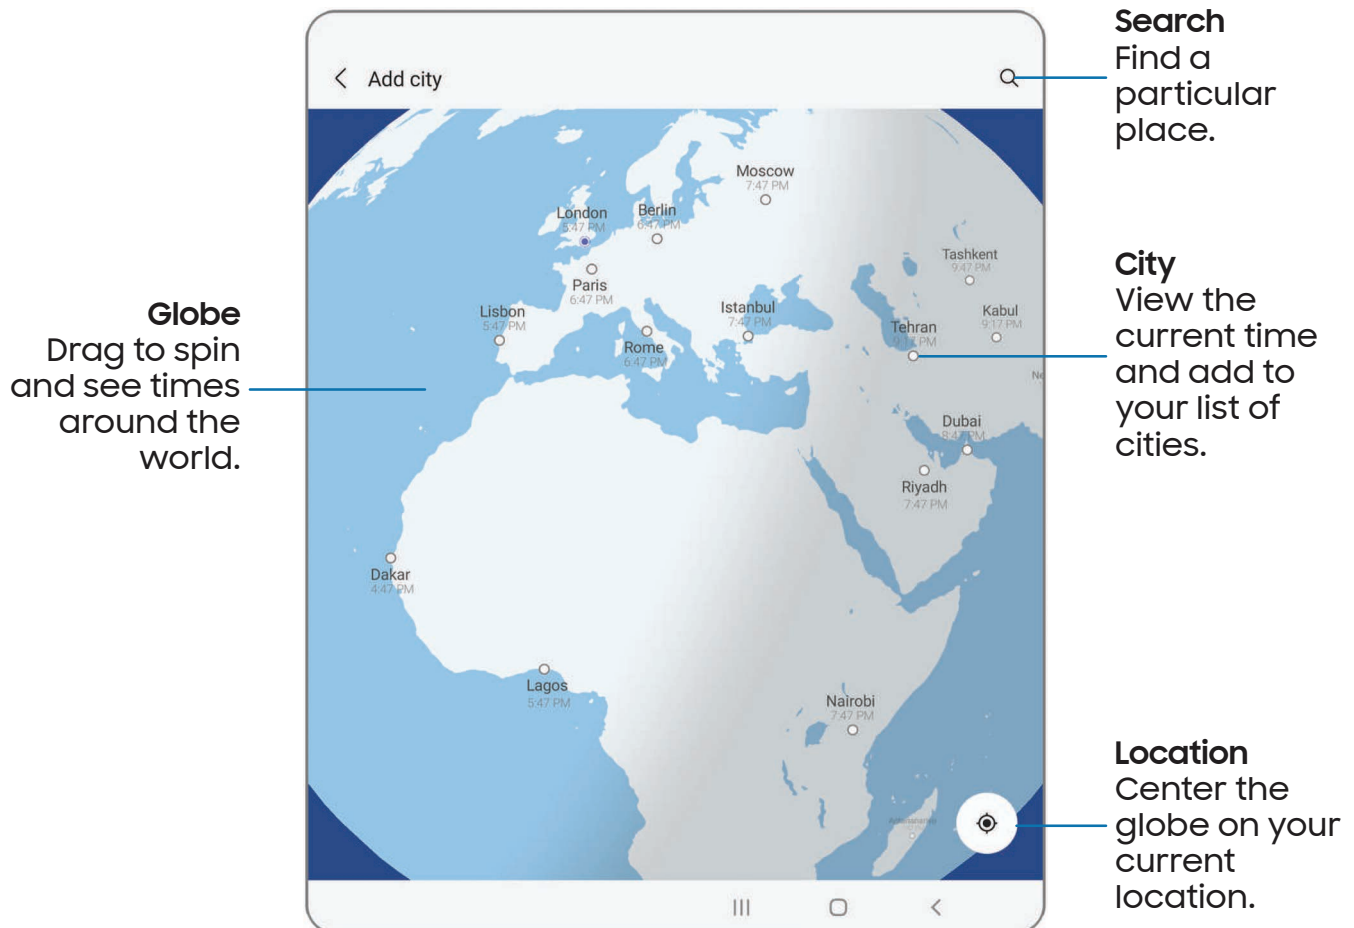 Search
Find a
particular
place.
Add city
Moscow
7:47 PM
London
5:47 PM
Berlin
6:47 PM
Tashkent
9:47 PM
City
View the
current time
and add to
your list of
cities.
Paris
6:47 PM
Globe
Drag to spin
and see times
around the
world.
Lisbon
5:47 PM
Istanbul
7:47 PM
Kabul
9:17 PM
Tehran
Rome
6:47 PM
Ne
Dubai
8:47 PM
Riyadh
7:47 PM
Dakar
4:47 PM
Lagos
5:47 PM
Nairobi
7:47 PM
Location
Center the
globe on your
current
location.